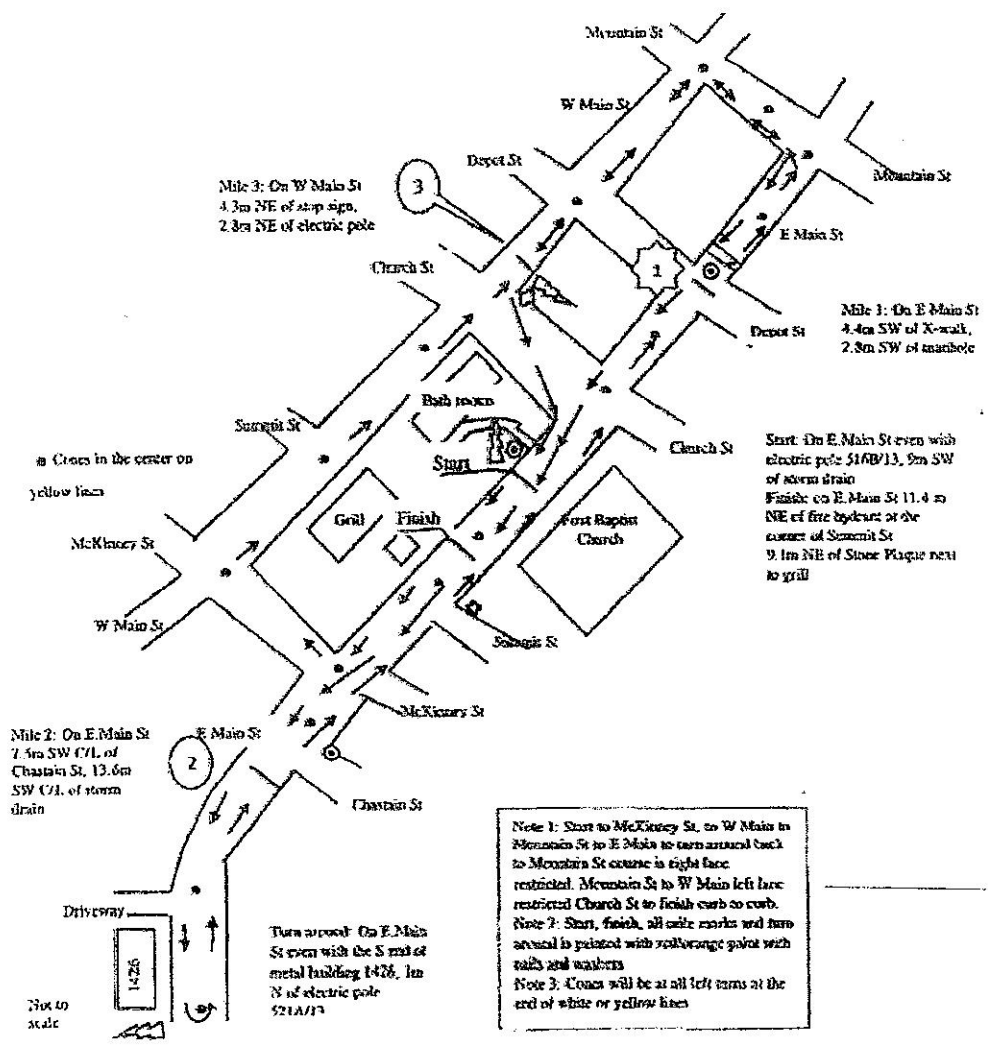 Mountain St
W Main St
Depot St
Mountain St
Mile 3: On W Main St
4.3m NE of stop sign,
2.8m NE of electric pole
3
E Main St
Church St
1
Depot St
Mile 1: On E Main St
4.4m SW of X-walk,
2.8m SW of manhole
Bath rooms
Summit St
Start
Church St
Cones in the center on
yellow lines
Start: On E.Main St even with
electric pole 516B/13, 9m SW
of storm drain
Finish: on E.Main St 11.4 m
NE of fire hydrant at the
corner of Summit St
9.1m NE of Stone Plaque next
to grill
Grill
Finish
First Baptist
Church
McKinney St
W Main St
Summit St
McKinney St
Mile 2: On E.Main St
7.5m SW C/L of
Chastain St, 13.6m
SW C/L of storm
drain
E Main St
2
Chastain St
Driveway
1426
Not to
scale
Turn around: On E.Main
St even with the S end of
metal building 1426, 1m
N of electric pole
521A/13
Note 1: Start to McKinney St, to W Main to
Mountain St to E Main to turn around back
to Mountain St course is right lane
restricted. Mountain St to W Main left lane
restricted Church St to finish curb to curb.
Note 2: Start, finish, all mile marks and turn
around is painted with red/orange paint with
nails and washers
Note 3: Cones will be at all left turns at the
end of white or yellow lines